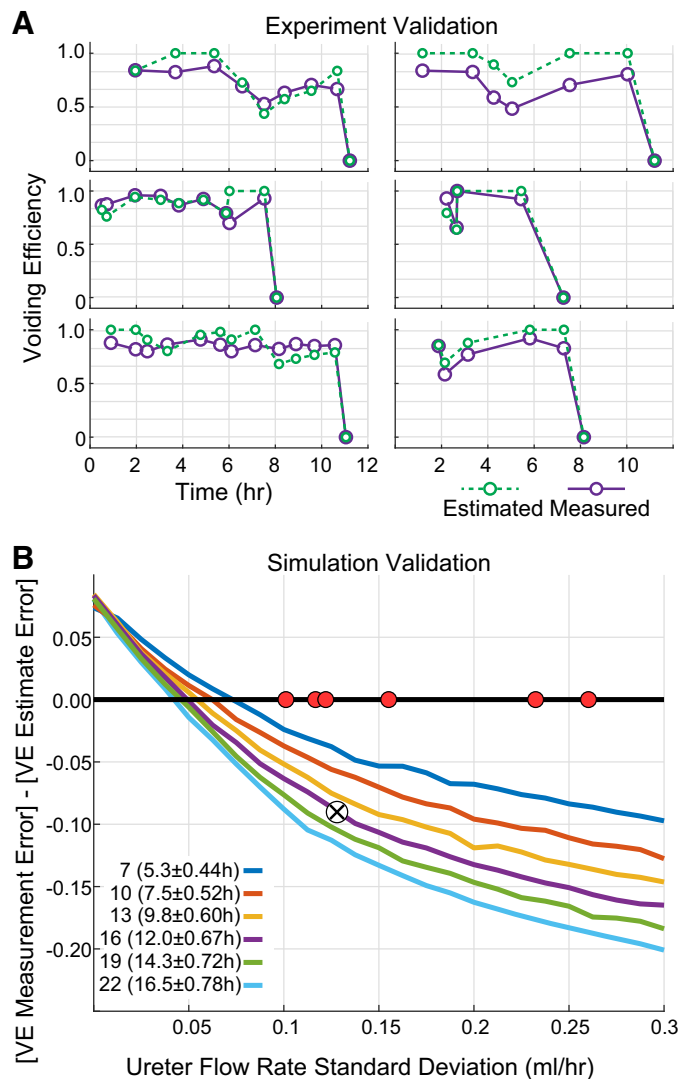 A
Experiment Validation
1.0
0.5
0
1.0
0.5
0
1.0
0.5
0
Voiding Efficiency
0 2 4 6 8 10 12
2 4 6 8 10
Time (hr)
Estimated Measured
B
Simulation Validation
[VE Measurement Error] - [VE Estimate Error]
0.05
0.00
-0.05
-0.10
-0.15
-0.20
7 (5.3±0.44h)
10 (7.5±0.52h)
13 (9.8±0.60h)
16 (12.0±0.67h)
19 (14.3±0.72h)
22 (16.5±0.78h)
0.05 0.1 0.15 0.2 0.25 0.3
Ureter Flow Rate Standard Deviation (ml/hr)